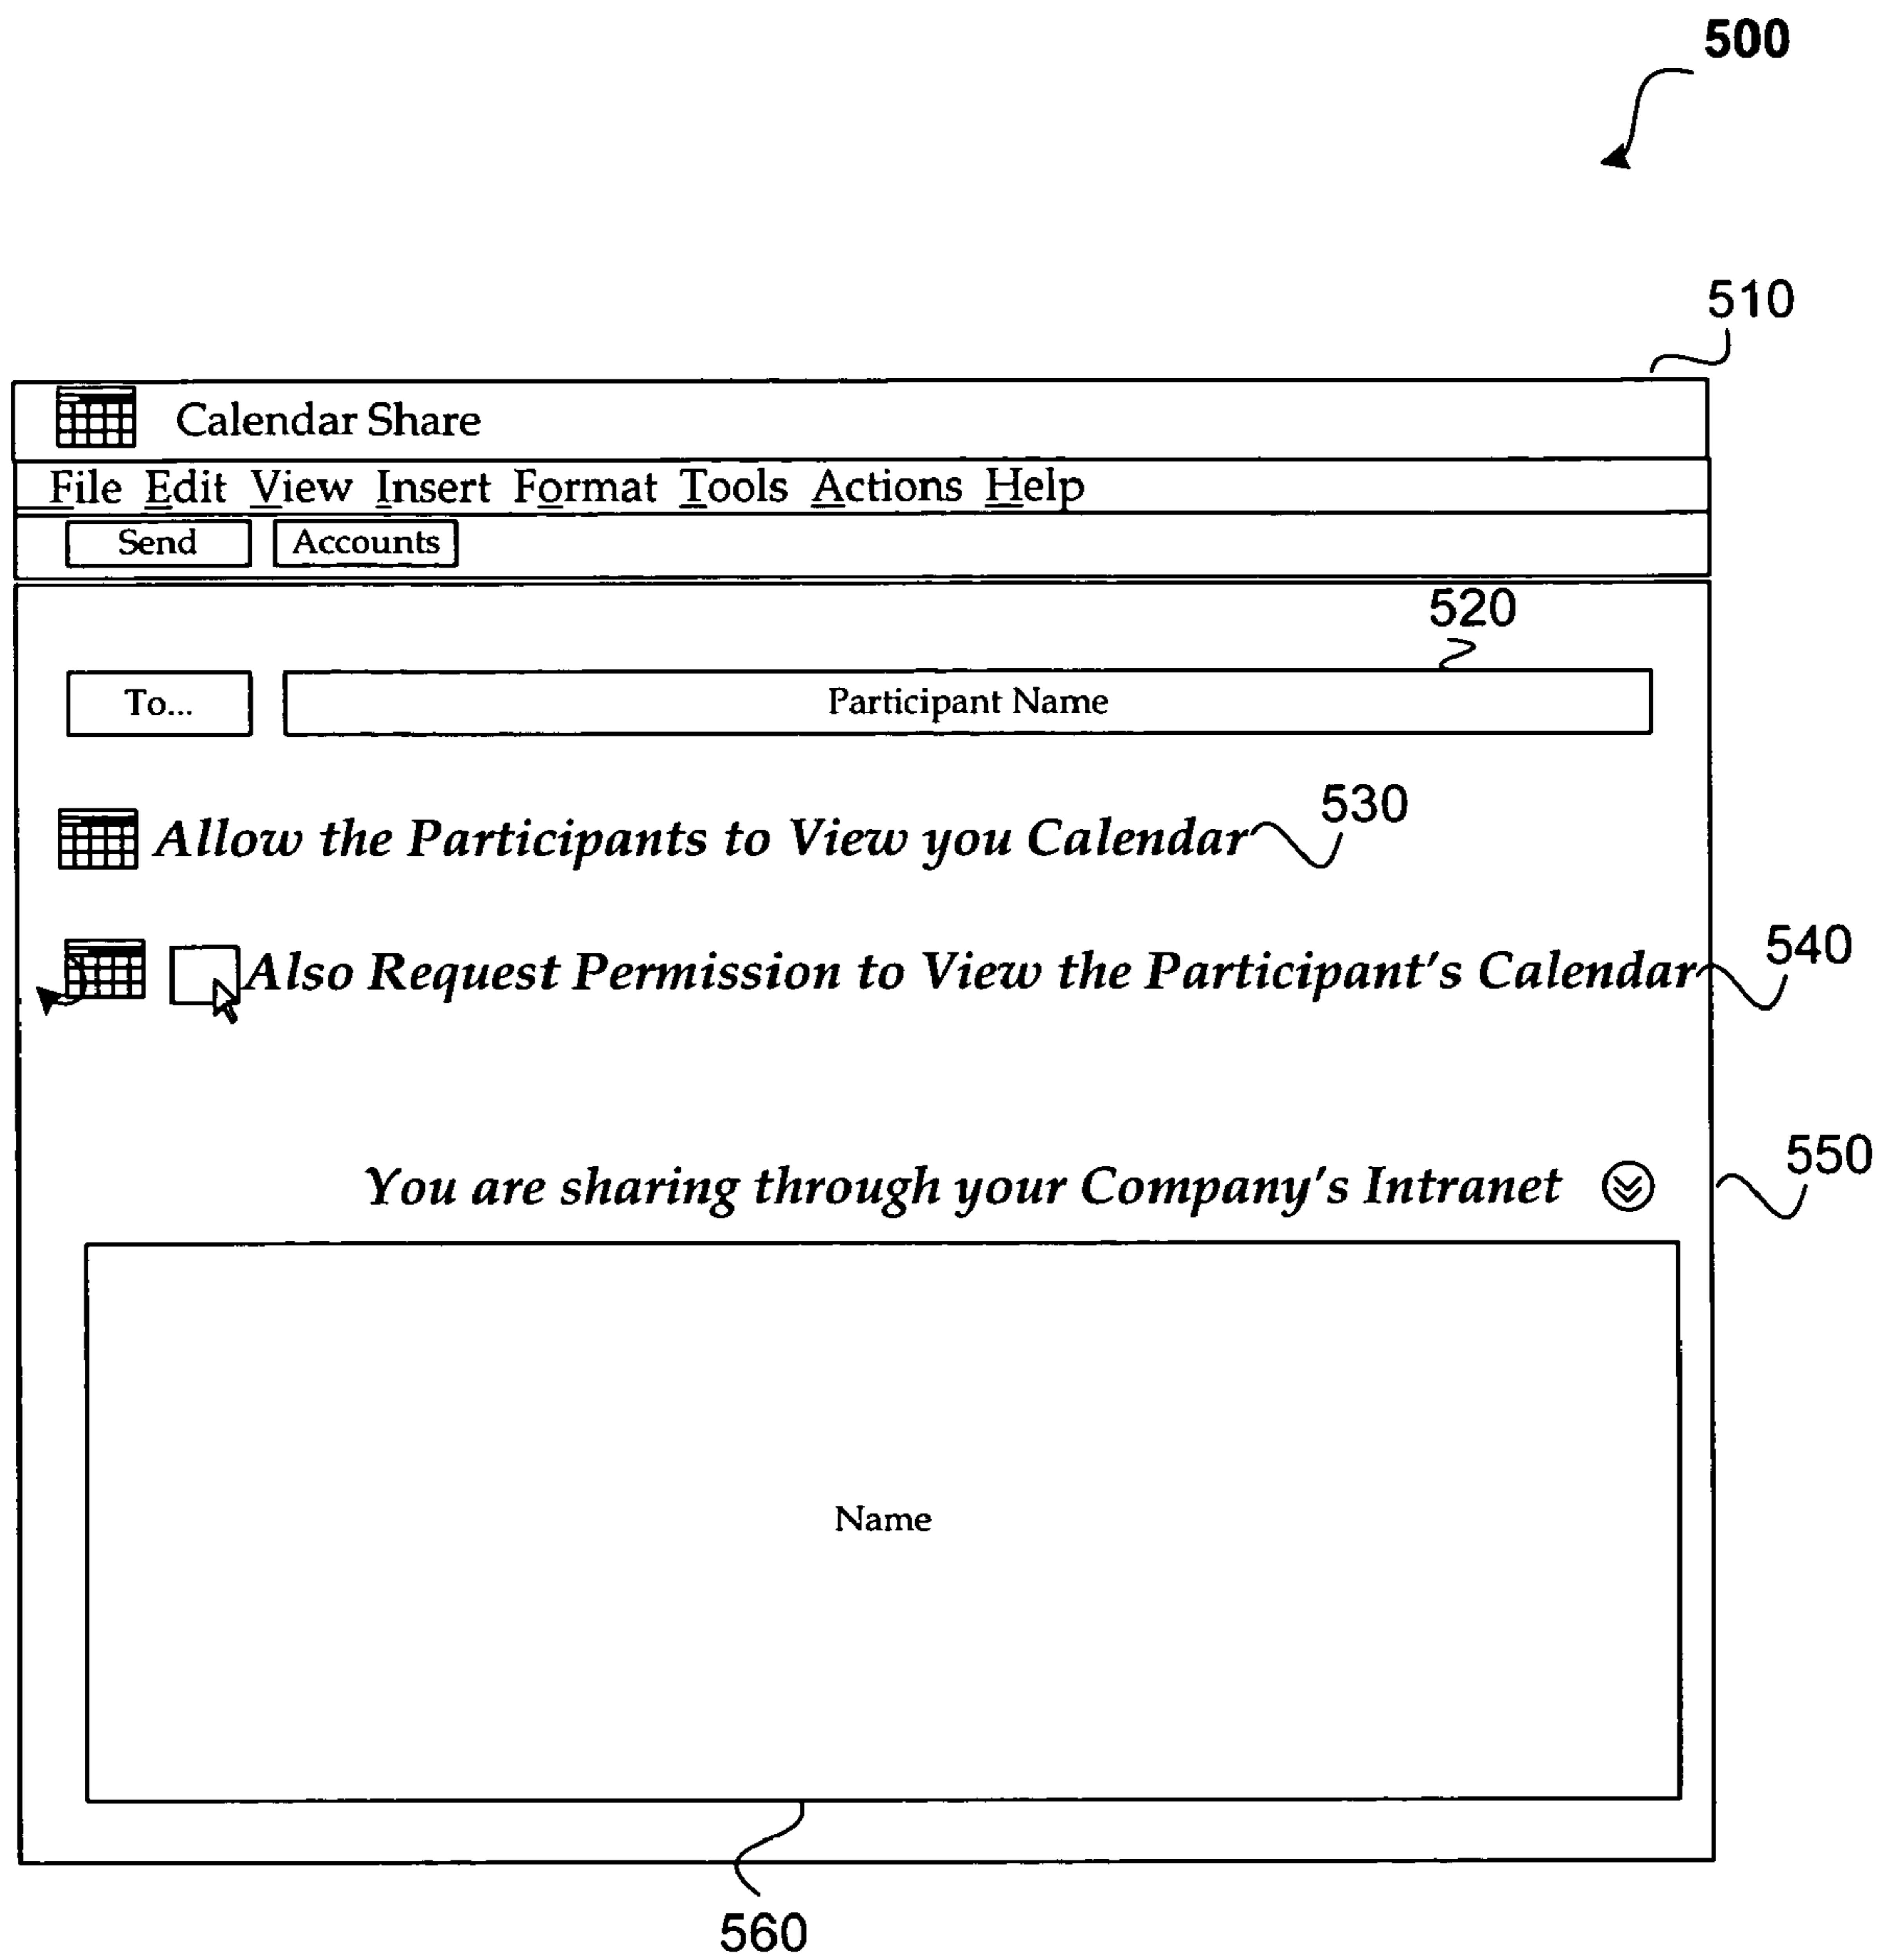 500
510
Calendar Share
File Edit View Insert Format Tools Actions Help
Send Accounts
520
To... Participant Name
530
Allow the Participants to View you Calendar
540
Also Request Permission to View the Participant's Calendar
550
You are sharing through your Company's Intranet
Name
560